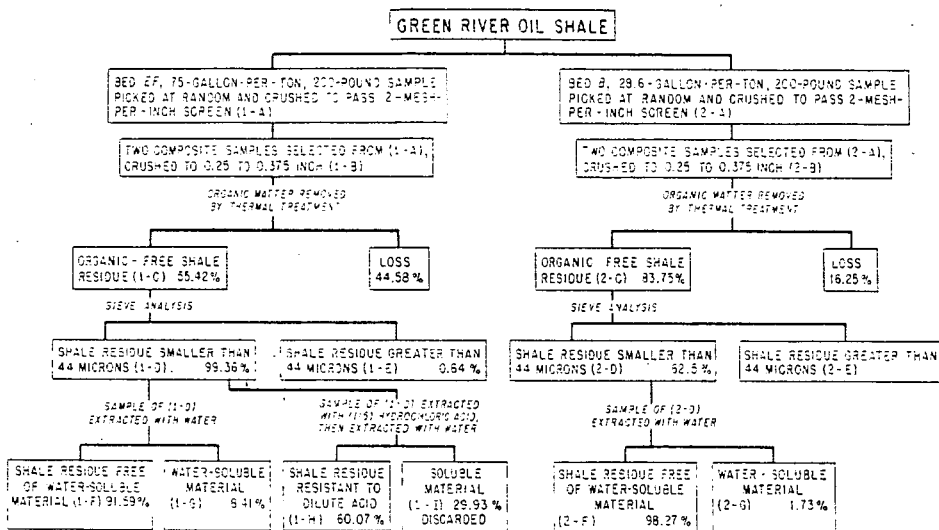 GREEN RIVER OIL SHALE
BED EF, 75-GALLON-PER-TON, 200-POUND SAMPLE
PICKED AT RANDOM AND CRUSHED TO PASS 2-MESH-
PER-INCH SCREEN (1-A)
TWO COMPOSITE SAMPLES SELECTED FROM (1-A),
CRUSHED TO 0.25 TO 0.375 INCH (1-B)
ORGANIC MATTER REMOVED
BY THERMAL TREATMENT
ORGANIC-FREE SHALE
RESIDUE (1-C) 55.42%
LOSS
44.58%
SIEVE ANALYSIS
SHALE RESIDUE SMALLER THAN
44 MICRONS (1-D). 99.36%
SHALE RESIDUE GREATER THAN
44 MICRONS (1-E) 0.64%
SAMPLE OF (1-D)
EXTRACTED WITH WATER
SAMPLE OF (1-D) EXTRACTED
WITH HYDROCHLORIC ACID,
THEN EXTRACTED WITH WATER
SHALE RESIDUE FREE
OF WATER-SOLUBLE
MATERIAL (1-F) 91.59%
WATER-SOLUBLE
MATERIAL
(1-G) 8.41%
SHALE RESIDUE
RESISTANT TO
DILUTE ACID
(1-H) 60.07%
SOLUBLE
MATERIAL
(1-I) 29.93%
DISCARDED
BED B, 29.6-GALLON-PER-TON, 200-POUND SAMPLE
PICKED AT RANDOM AND CRUSHED TO PASS 2-MESH-
PER-INCH SCREEN (2-A)
TWO COMPOSITE SAMPLES SELECTED FROM (2-A),
CRUSHED TO 0.25 TO 0.375 INCH (2-B)
ORGANIC MATTER REMOVED
BY THERMAL TREATMENT
ORGANIC FREE SHALE
RESIDUE (2-C) 83.75%
LOSS
16.25%
SIEVE ANALYSIS
SHALE RESIDUE SMALLER THAN
44 MICRONS (2-D) 62.5%
SHALE RESIDUE GREATER THAN
44 MICRONS (2-E)
SAMPLE OF (2-D)
EXTRACTED WITH WATER
SHALE RESIDUE FREE
OF WATER-SOLUBLE
MATERIAL
(2-F) 98.27%
WATER-SOLUBLE
MATERIAL
(2-G) 1.73%